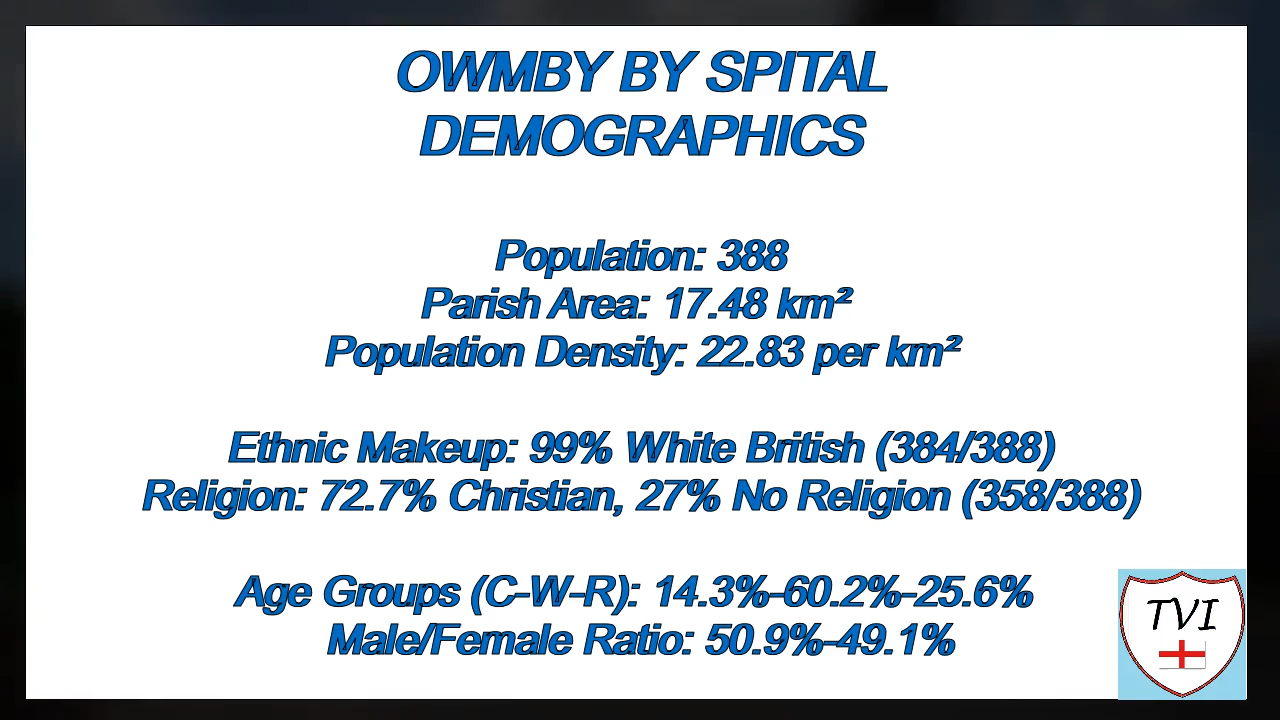 OWMBY BY SPITAL
DEMOGRAPHICS
Population: 388
Parish Area: 17.48 km²
Population Density: 22.83 per km²
Ethnic Makeup: 99% White British (384/388)
Religion: 72.7% Christian, 27% No Religion (358/388)
Age Groups (C-W-R): 14.3%-60.2%-25.6%
Male/Female Ratio: 50.9%-49.1%
TVI